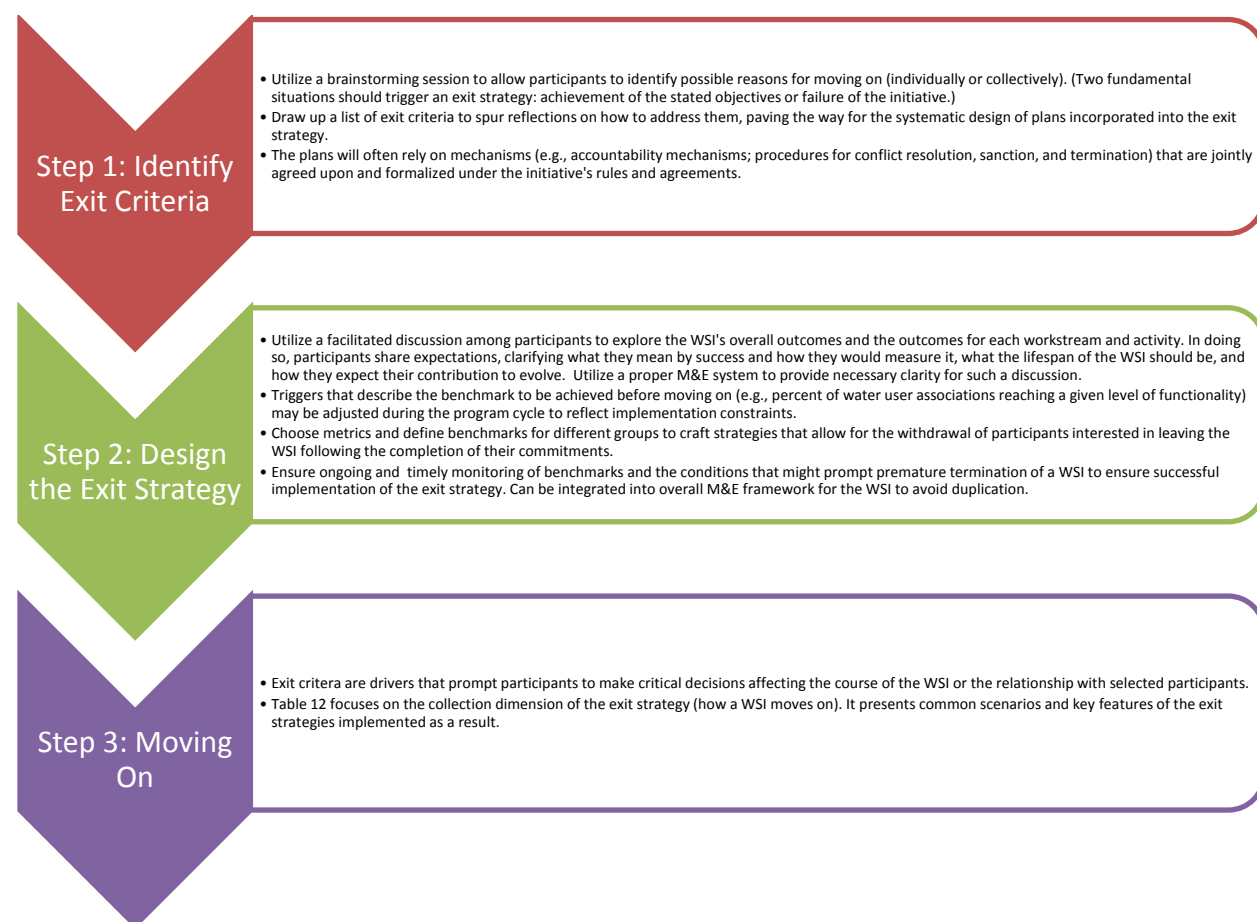 Step 1: Identify
Exit Criteria
• Utilize a brainstorming session to allow participants to identify possible reasons for moving on (individually or collectively). (Two fundamental
situations should trigger an exit strategy: achievement of the stated objectives or failure of the initiative.)
• Draw up a list of exit criteria to spur reflections on how to address them, paving the way for the systematic design of plans incorporated into the exit
strategy.
• The plans will often rely on mechanisms (e.g., accountability mechanisms; procedures for conflict resolution, sanction, and termination) that are jointly
agreed upon and formalized under the initiative's rules and agreements.
Step 2: Design
the Exit Strategy
• Utilize a facilitated discussion among participants to explore the WSI's overall outcomes and the outcomes for each workstream and activity. In doing
so, participants share expectations, clarifying what they mean by success and how they would measure it, what the lifespan of the WSI should be, and
how they expect their contribution to evolve. Utilize a proper M&E system to provide necessary clarity for such a discussion.
• Triggers that describe the benchmark to be achieved before moving on (e.g., percent of water user associations reaching a given level of functionality)
may be adjusted during the program cycle to reflect implementation constraints.
• Choose metrics and define benchmarks for different groups to craft strategies that allow for the withdrawal of participants interested in leaving the
WSI following the completion of their commitments.
• Ensure ongoing and timely monitoring of benchmarks and the conditions that might prompt premature termination of a WSI to ensure successful
implementation of the exit strategy. Can be integrated into overall M&E framework for the WSI to avoid duplication.
Step 3: Moving
On
• Exit critera are drivers that prompt participants to make critical decisions affecting the course of the WSI or the relationship with selected participants.
• Table 12 focuses on the collection dimension of the exit strategy (how a WSI moves on). It presents common scenarios and key features of the exit
strategies implemented as a result.